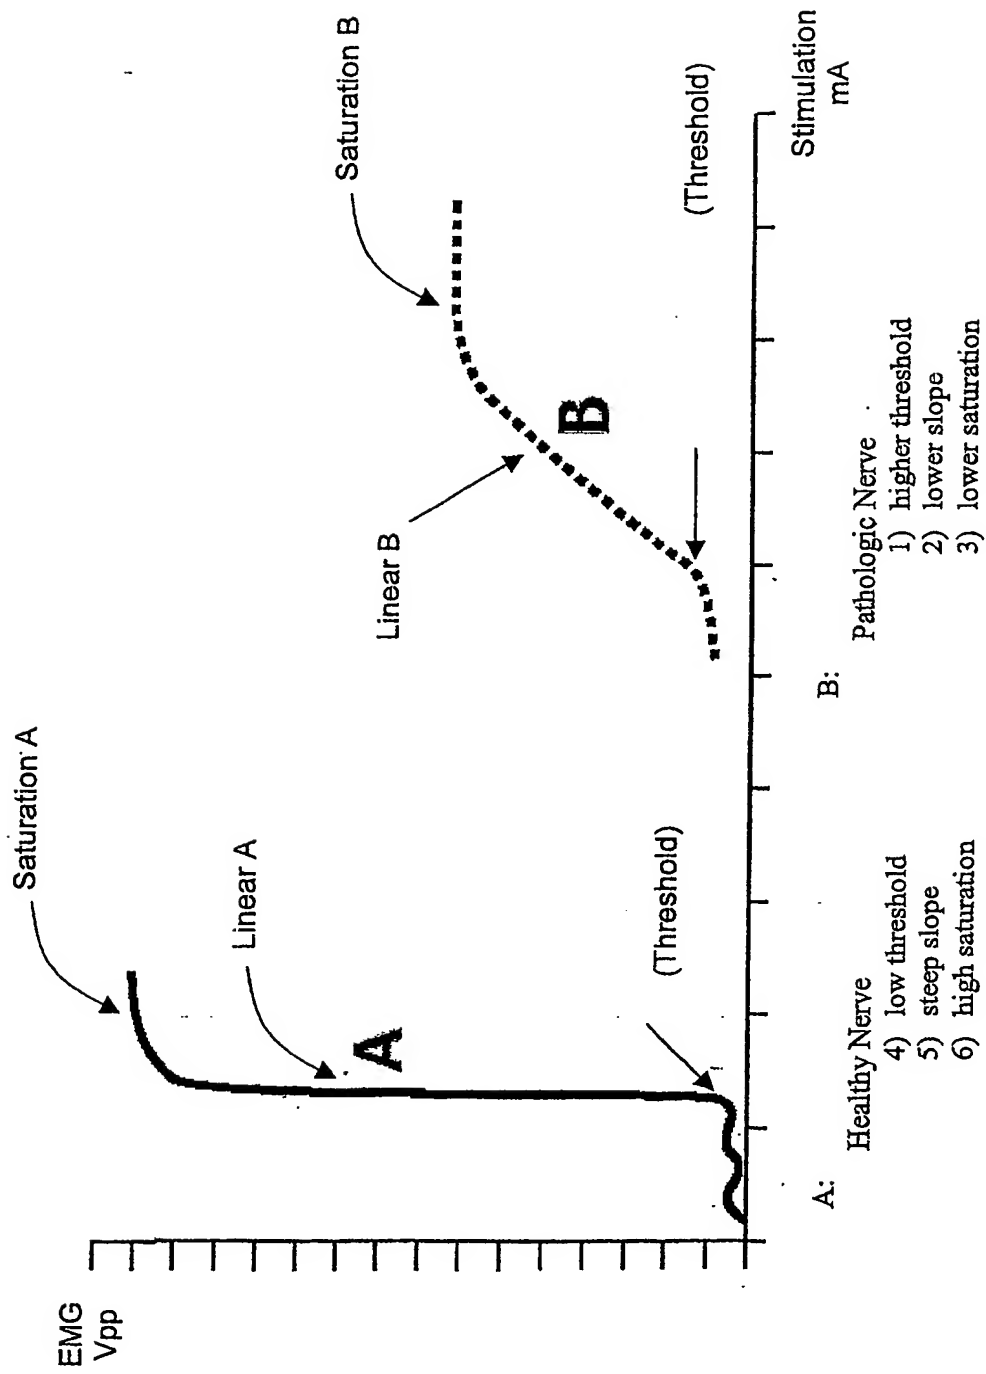 EMG
Vpp
Saturation A
Linear A
A
(Threshold)
Saturation B
Linear B
B
(Threshold)
Stimulation
mA
A:
Healthy Nerve
4) low threshold
5) steep slope
6) high saturation
B:
Pathologic Nerve
1) higher threshold
2) lower slope
3) lower saturation